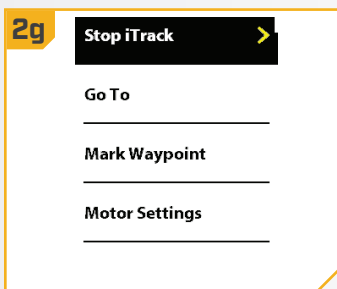 2g
Stop iTrack
Go To
Mark Waypoint
Motor Settings